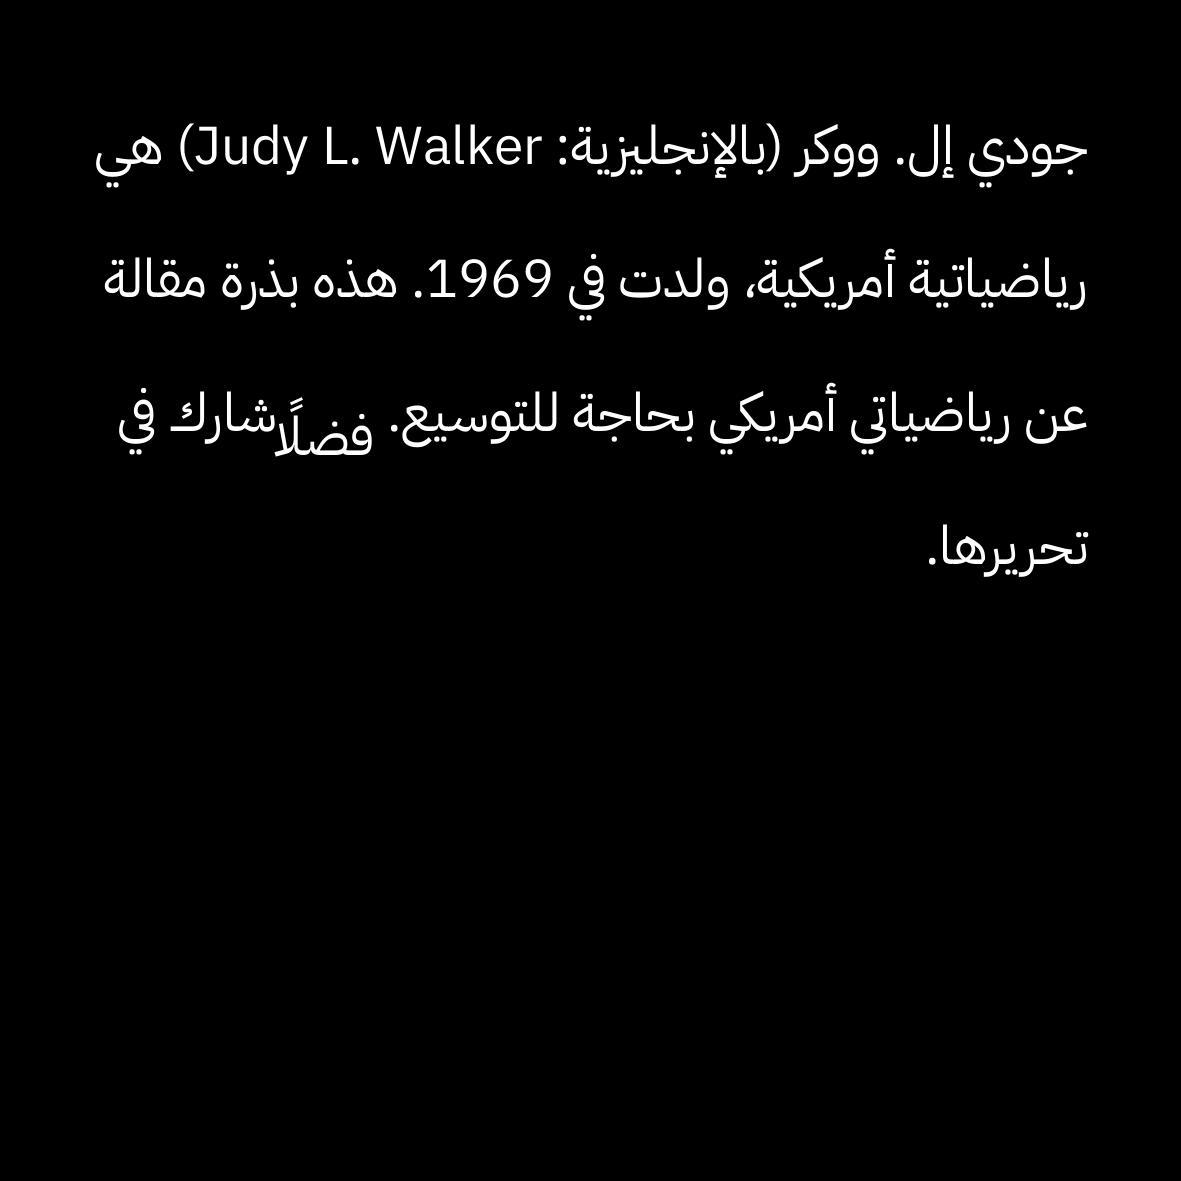 جودي إل. ووكر (بالإنجليزية: Judy L. Walker) هي
رياضياتية أمريكية، ولدت في 1969. هذه بذرة مقالة
عن رياضياتي أمريكي بحاجة للتوسيع. فضلًا شارك في
تحريرها.